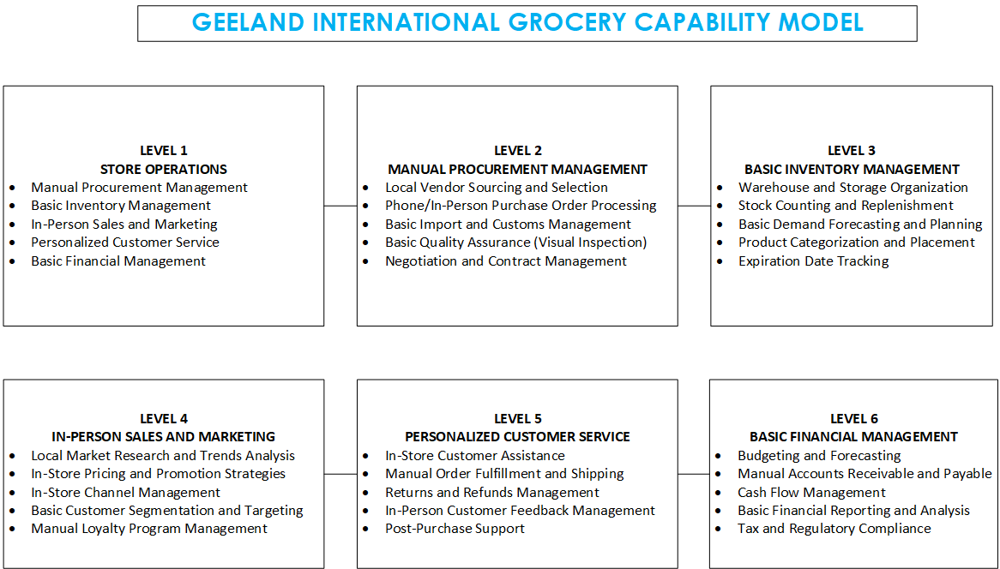 GEELAND INTERNATIONAL GROCERY CAPABILITY MODEL
LEVEL 1
STORE OPERATIONS
• Manual Procurement Management
• Basic Inventory Management
• In-Person Sales and Marketing
• Personalized Customer Service
• Basic Financial Management
LEVEL 2
MANUAL PROCUREMENT MANAGEMENT
• Local Vendor Sourcing and Selection
• Phone/In-Person Purchase Order Processing
• Basic Import and Customs Management
• Basic Quality Assurance (Visual Inspection)
• Negotiation and Contract Management
LEVEL 3
BASIC INVENTORY MANAGEMENT
• Warehouse and Storage Organization
• Stock Counting and Replenishment
• Basic Demand Forecasting and Planning
• Product Categorization and Placement
• Expiration Date Tracking
LEVEL 4
IN-PERSON SALES AND MARKETING
• Local Market Research and Trends Analysis
• In-Store Pricing and Promotion Strategies
• In-Store Channel Management
• Basic Customer Segmentation and Targeting
• Manual Loyalty Program Management
LEVEL 5
PERSONALIZED CUSTOMER SERVICE
• In-Store Customer Assistance
• Manual Order Fulfillment and Shipping
• Returns and Refunds Management
• In-Person Customer Feedback Management
• Post-Purchase Support
LEVEL 6
BASIC FINANCIAL MANAGEMENT
• Budgeting and Forecasting
• Manual Accounts Receivable and Payable
• Cash Flow Management
• Basic Financial Reporting and Analysis
• Tax and Regulatory Compliance